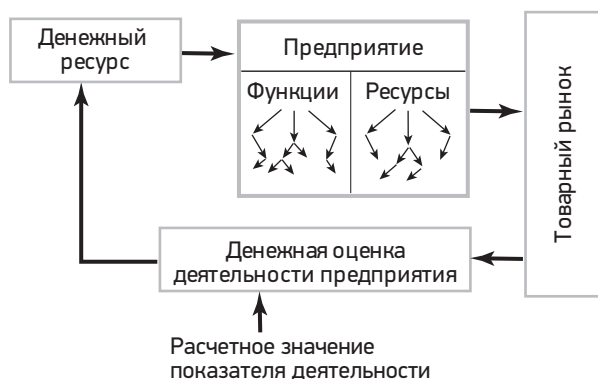 Денежный
ресурс
Предприятие
Функции
Ресурсы
Товарный рынок
Денежная оценка
деятельности предприятия
Расчетное значение
показателя деятельности